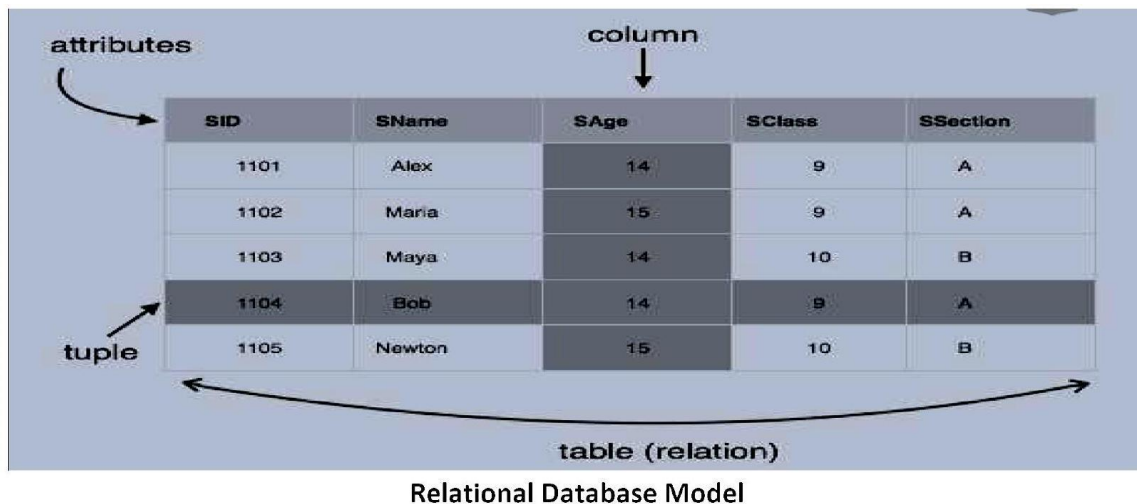 attributes
column
SID SName SAge SClass SSection
1101 Alex 14 9 A
1102 Maria 15 9 A
1103 Maya 14 10 B
1104 Bob 14 9 A
1105 Newton 15 10 B
tuple
table (relation)
Relational Database Model